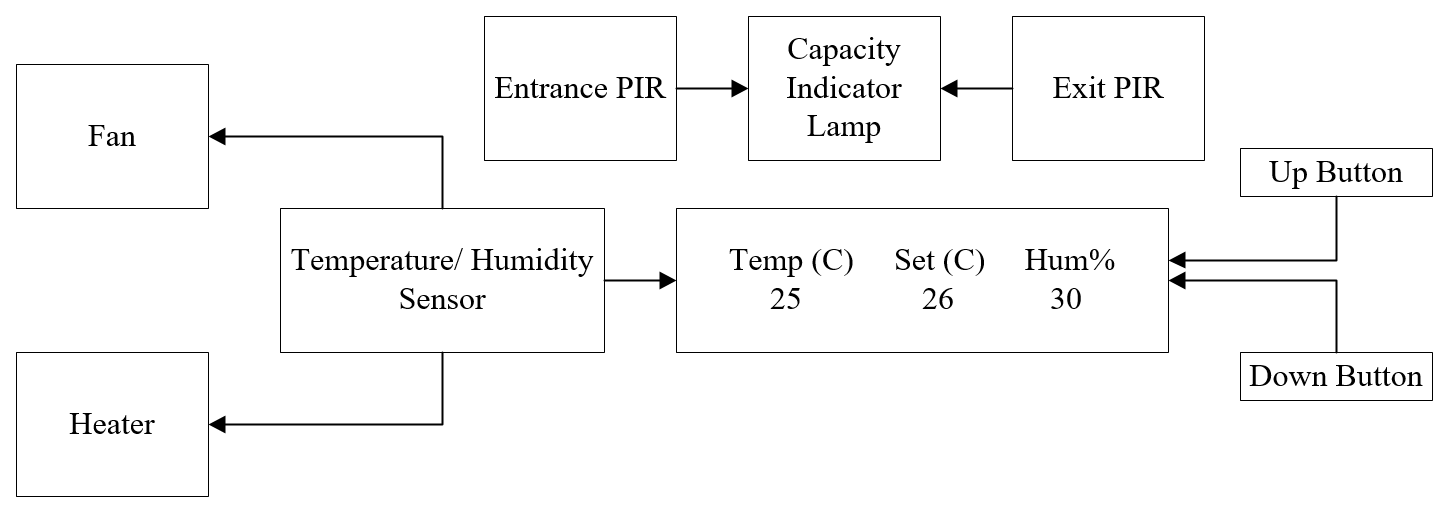 Capacity
Indicator
Lamp
Entrance PIR
Exit PIR
Fan
Up Button
Temperature/ Humidity
Sensor
Temp (C) Set (C) Hum%
25 26 30
Down Button
Heater